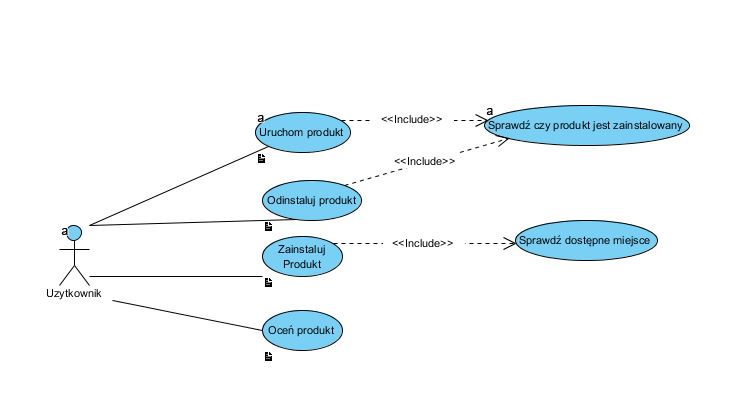 a
Uruchom produkt
<<Include>>
a
Sprawdź czy produkt jest zainstalowany
<<Include>>
Odinstaluj produkt
a
Uzytkownik
Zainstaluj
Produkt
<<Include>>
Sprawdź dostępne miejsce
Oceń produkt